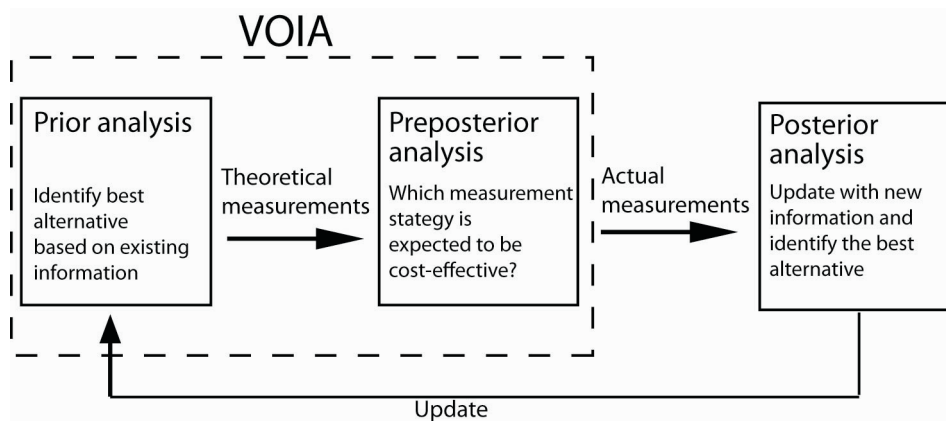 VOIA
Prior analysis
Identify best
alternative
based on existing
information
Theoretical
measurements
Preposterior
analysis
Which measurement
stategy is
expected to be
cost-effective?
Actual
measurements
Posterior
analysis
Update with new
information and
identify the best
alternative
Update